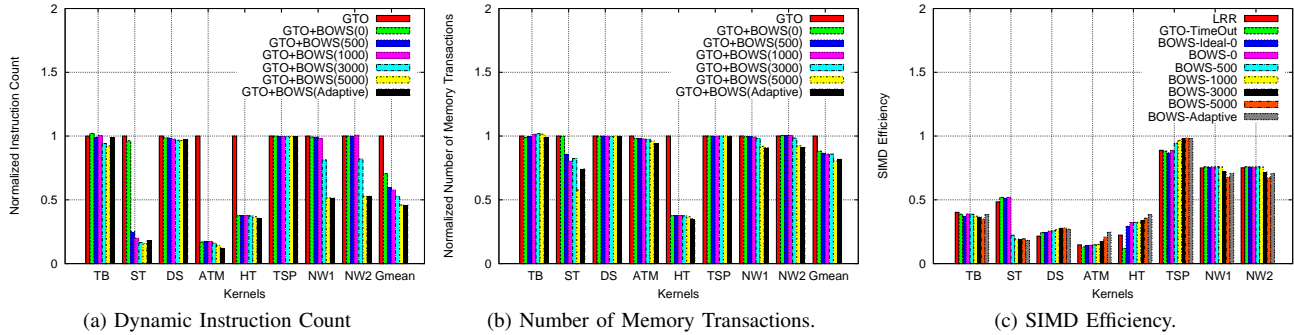 Normalized Instruction Count
2
1.5
1
0.5
0
GTO
GTO+BOWS(0)
GTO+BOWS(500)
GTO+BOWS(1000)
GTO+BOWS(3000)
GTO+BOWS(5000)
GTO+BOWS(Adaptive)
TB ST DS ATM HT TSP NW1 NW2 Gmean
Kernels
(a) Dynamic Instruction Count
Normalized Number of Memory Transactions
2
1.5
1
0.5
0
GTO
GTO+BOWS(0)
GTO+BOWS(500)
GTO+BOWS(1000)
GTO+BOWS(3000)
GTO+BOWS(5000)
GTO+BOWS(Adaptive)
TB ST DS ATM HT TSP NW1 NW2 Gmean
Kernels
(b) Number of Memory Transactions.
SIMD Efficiency
2
1.5
1
0.5
0
LRR
GTO-TimeOut
BOWS-Ideal-0
BOWS-0
BOWS-500
BOWS-1000
BOWS-3000
BOWS-5000
BOWS-Adaptive
TB ST DS ATM HT TSP NW1 NW2
Kernels
(c) SIMD Efficiency.